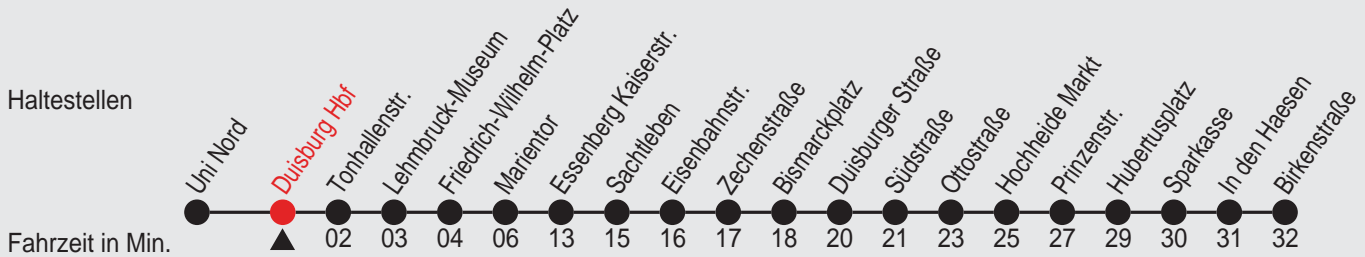 Haltestellen
Uni Nord
Duisburg Hbf
Tonhallenstr.
Lehmbruck-Museum
Friedrich-Wilhelm-Platz
Marientor
Essenberg Kaiserstr.
Sachtleben
Eisenbahnstr.
Zechenstraße
Bismarckplatz
Duisburger Straße
Südstraße
Ottostraße
Hochheide Markt
Prinzenstr.
Hubertusplatz
Sparkasse
In den Haesen
Birkenstraße
Fahrzeit in Min. 02 03 04 06 13 15 16 17 18 20 21 23 25 27 29 30 31 32